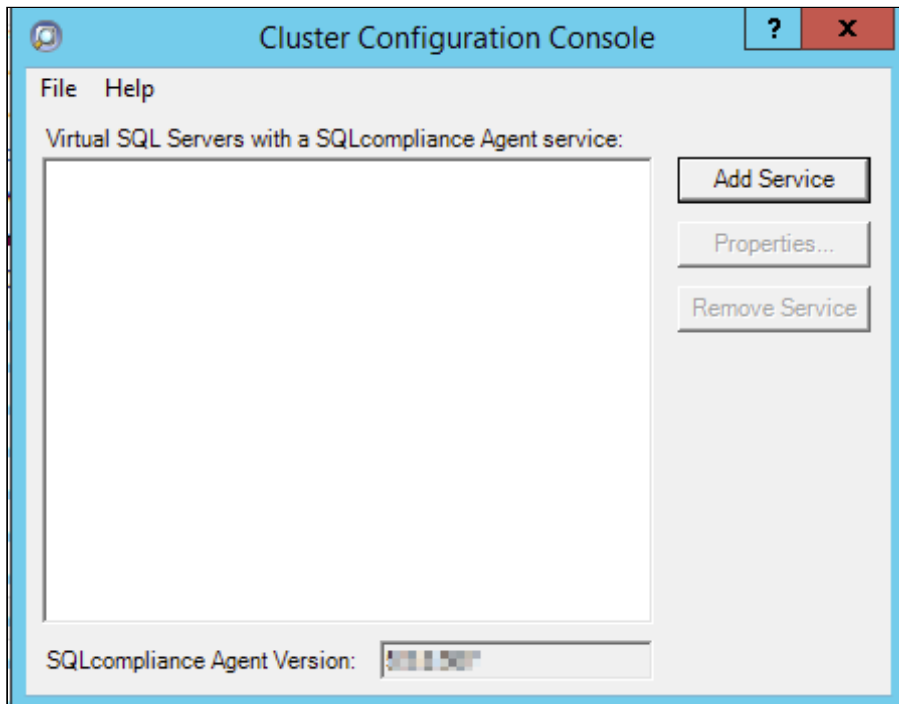 Cluster Configuration Console
? x
File Help
Virtual SQL Servers with a SQLcompliance Agent service:
Add Service
Properties...
Remove Service
SQLcompliance Agent Version: